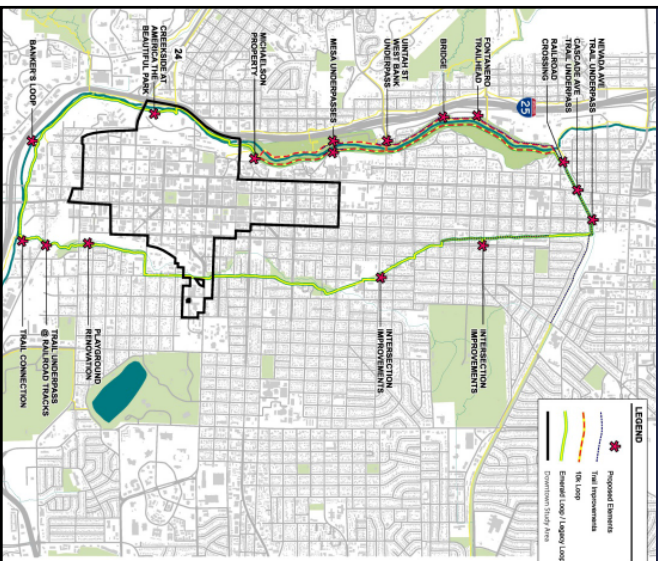 NEVADA AVE
TRAIL UNDERPASS
CASCADE AVE
TRAIL UNDERPASS
RAILROAD
CROSSING
25
FONTANERO
TRAILHEAD
BRIDGE
UINTAH ST
WEST BANK
UNDERPASS
MESA UNDERPASSES
MICHAELSON
PROPERTY
24
CREEKSIDE AT
AMERICA THE
BEAUTIFUL PARK
BANKER'S LOOP
INTERSECTION
IMPROVEMENTS
INTERSECTION
IMPROVEMENTS
PLAYGROUND
RENOVATION
TRAIL UNDERPASS
@ RAILROAD TRACKS
TRAIL CONNECTION
LEGEND
Proposed Elements
Trail Improvements
10k Loop
Emerald Loop / Legacy Loop
Downtown Study Area